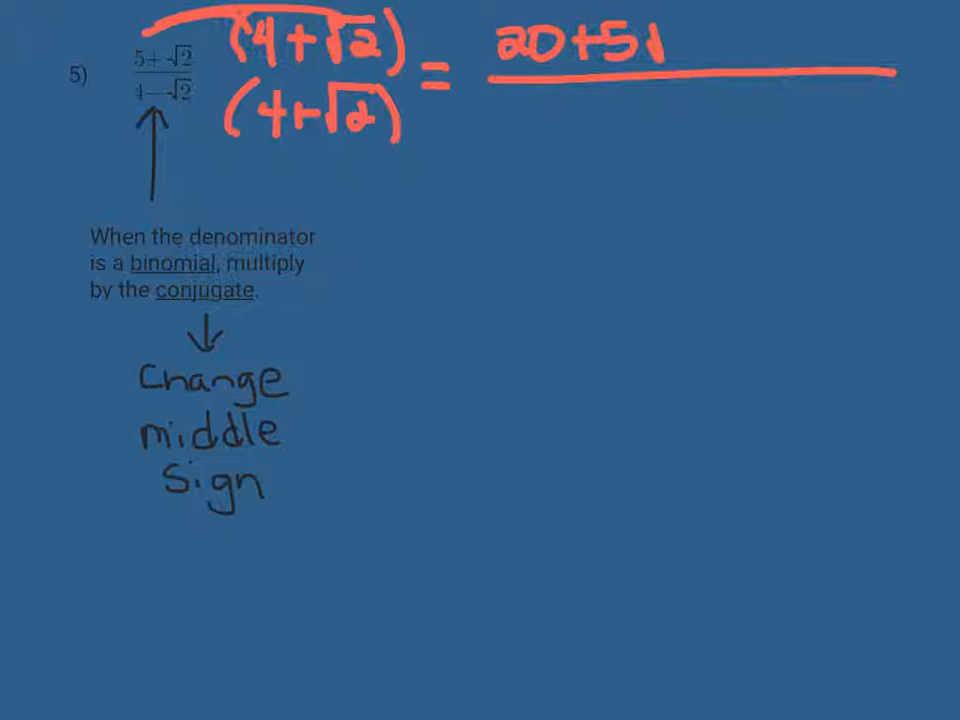 5) 5+√2 / 4−√2 (4+√2) / (4+√2) = 20+5√
When the denominator
is a binomial, multiply
by the conjugate.
Change
middle
Sign